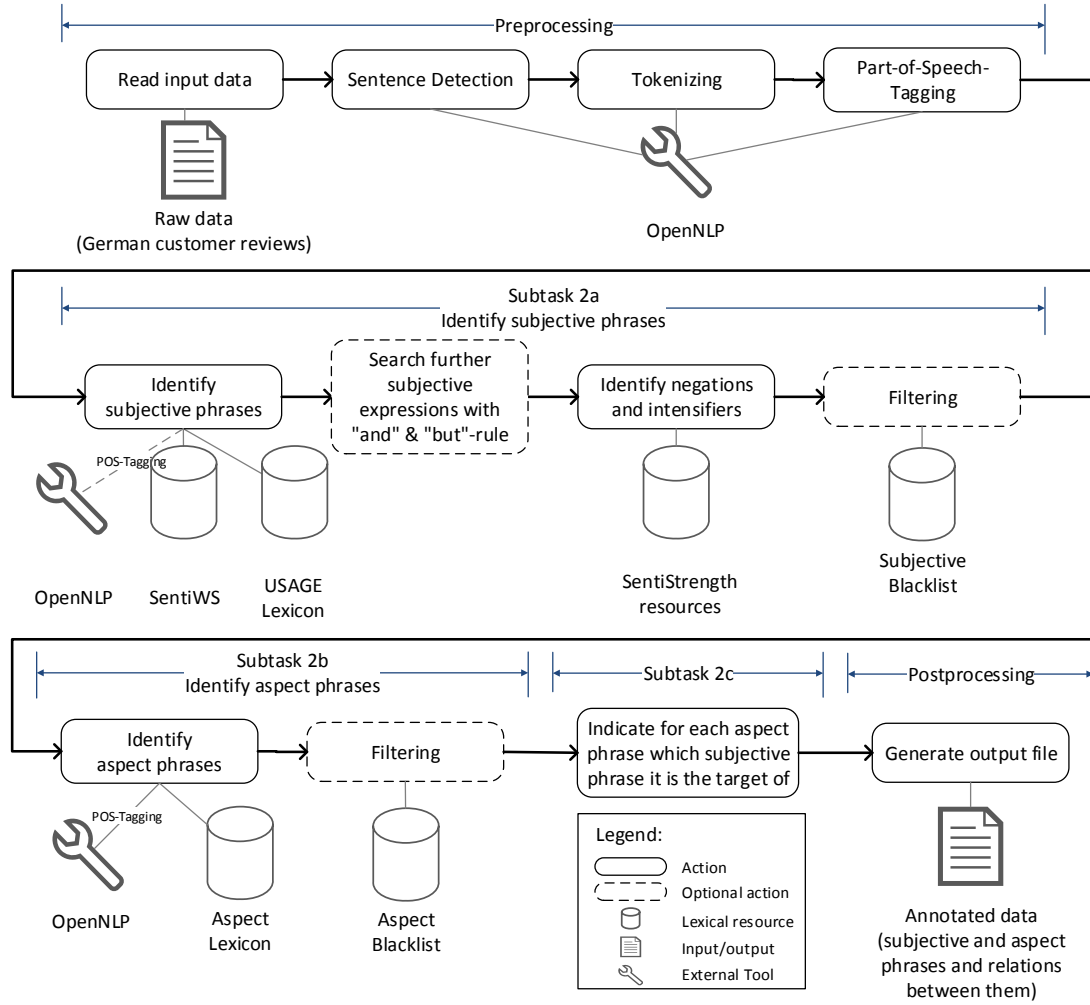 Preprocessing
Read input data
Sentence Detection
Tokenizing
Part-of-Speech-
Tagging
Raw data
(German customer reviews)
OpenNLP
Subtask 2a
Identify subjective phrases
Identify
subjective phrases
Search further
subjective
expressions with
"and" & "but"-rule
Identify negations
and intensifiers
Filtering
POS-Tagging
OpenNLP
SentiWS
USAGE
Lexicon
SentiStrength
resources
Subjective
Blacklist
Subtask 2b
Identify aspect phrases
Subtask 2c
Postprocessing
Identify
aspect phrases
Filtering
Indicate for each aspect
phrase which subjective
phrase it is the target of
Generate output file
POS-Tagging
OpenNLP
Aspect
Lexicon
Aspect
Blacklist
Legend:
Action
Optional action
Lexical resource
Input/output
External Tool
Annotated data
(subjective and aspect
phrases and relations
between them)